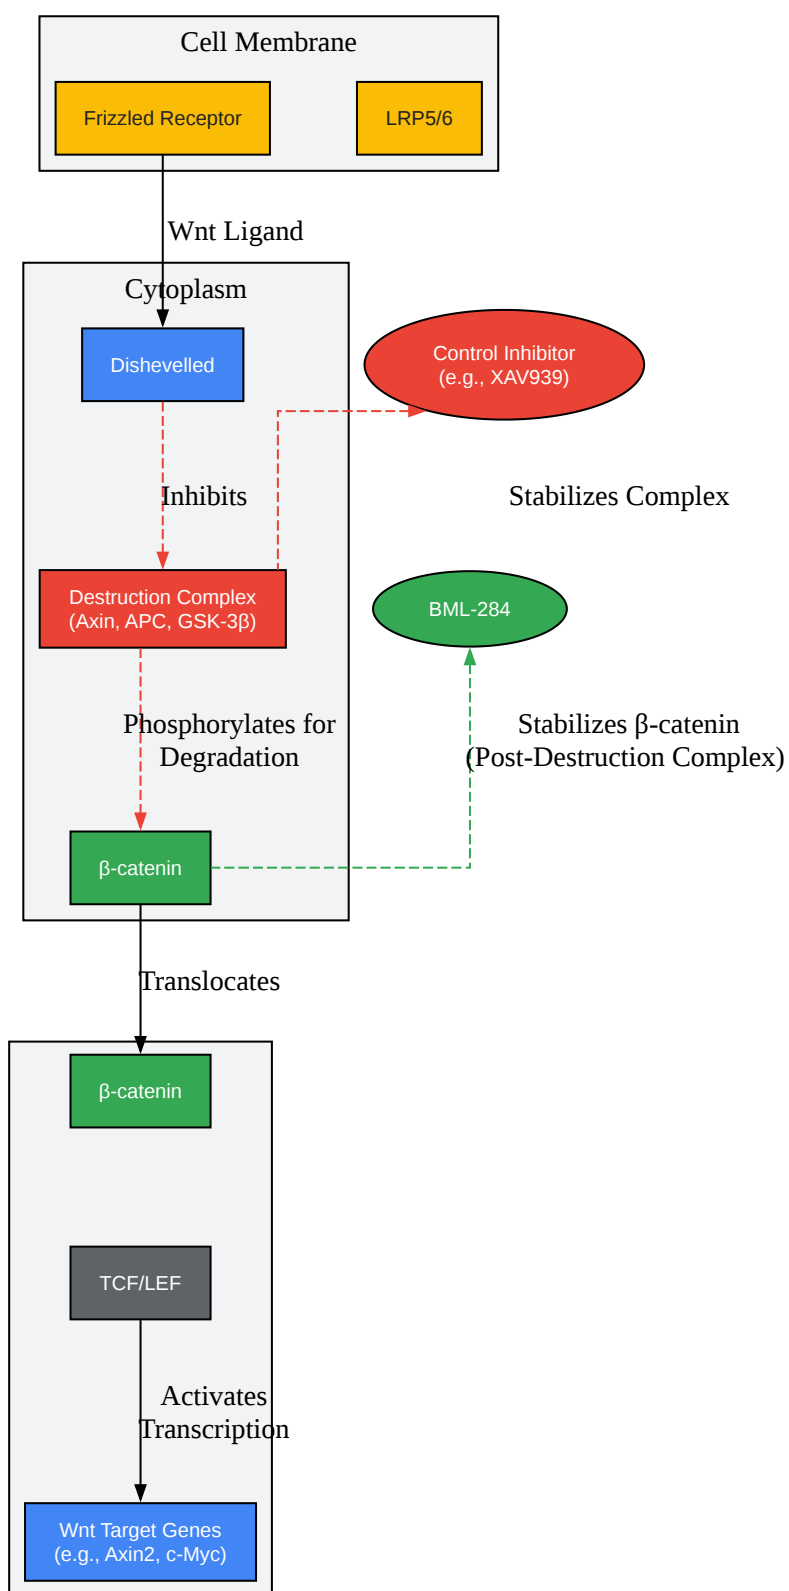 Cell Membrane
Frizzled Receptor
LRP5/6
Wnt Ligand
Cytoplasm
Dishevelled
Control Inhibitor
(e.g., XAV939)
Inhibits
Stabilizes Complex
Destruction Complex
(Axin, APC, GSK-3β)
BML-284
Phosphorylates for
Degradation
Stabilizes β-catenin
(Post-Destruction Complex)
β-catenin
Translocates
β-catenin
TCF/LEF
Activates
Transcription
Wnt Target Genes
(e.g., Axin2, c-Myc)